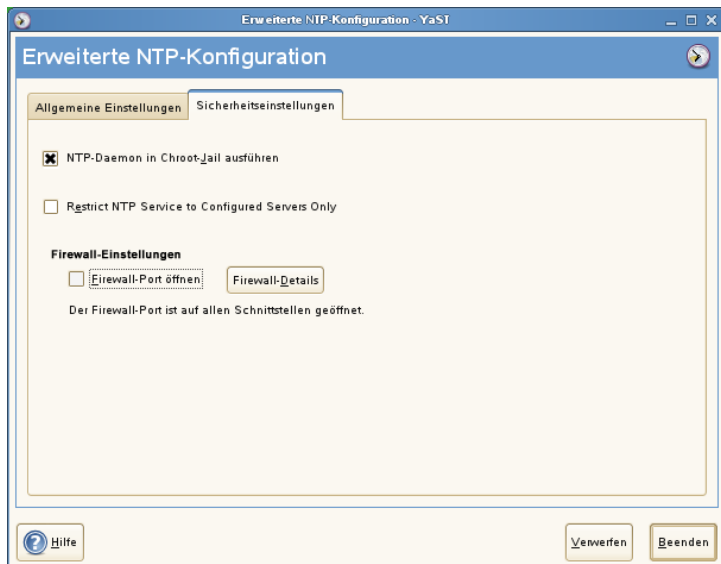 Erweiterte NTP-Konfiguration - YaST
Erweiterte NTP-Konfiguration
Allgemeine Einstellungen
Sicherheitseinstellungen
NTP-Daemon in Chroot-Jail ausführen
Restrict NTP Service to Configured Servers Only
Firewall-Einstellungen
Firewall-Port öffnen
Firewall-Details
Der Firewall-Port ist auf allen Schnittstellen geöffnet.
Hilfe
Verwerfen
Beenden